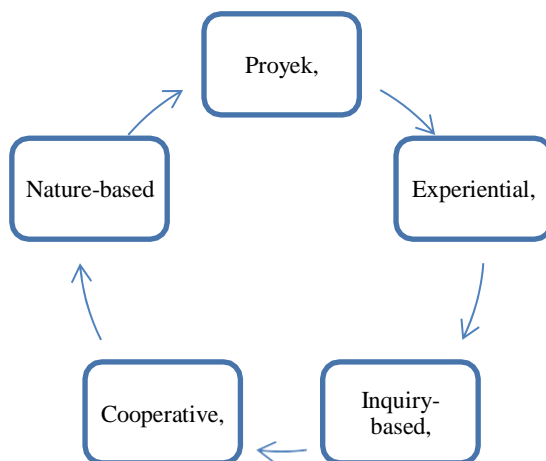 Proyek,
Experiential,
Inquiry-
based,
Cooperative,
Nature-based